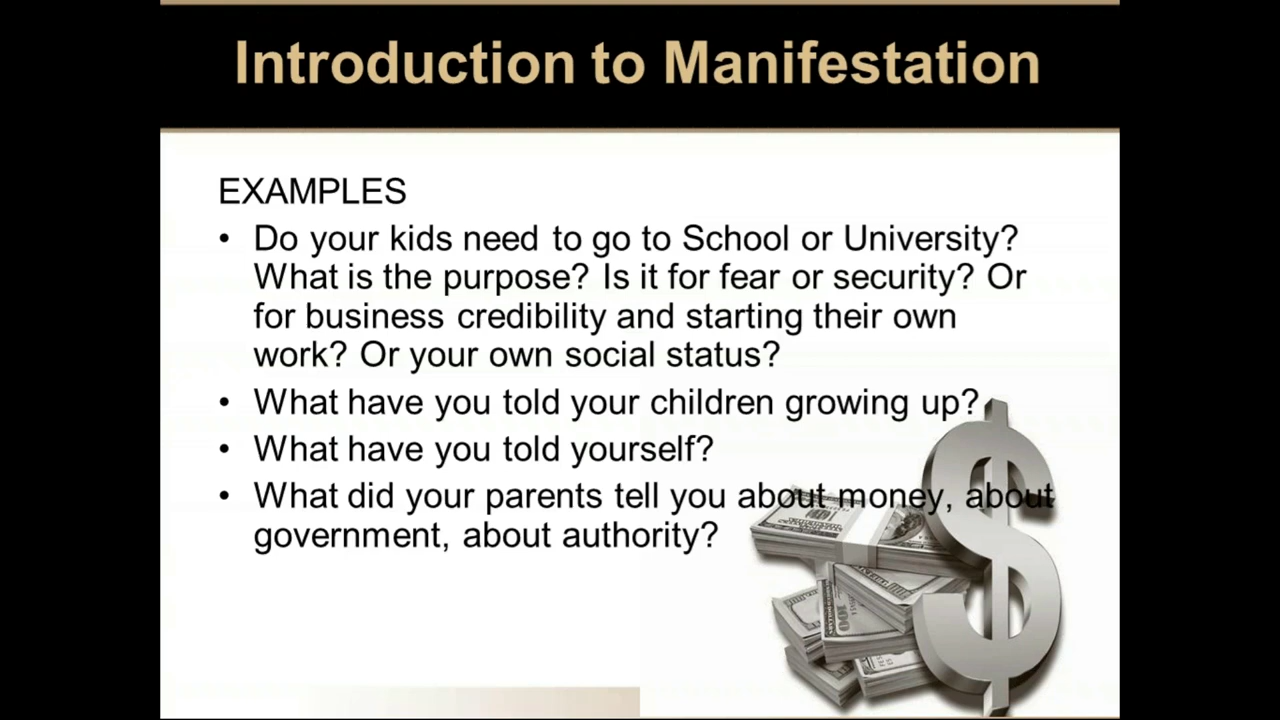 Introduction to Manifestation
EXAMPLES
• Do your kids need to go to School or University?
What is the purpose? Is it for fear or security? Or
for business credibility and starting their own
work? Or your own social status?
• What have you told your children growing up?
• What have you told yourself?
• What did your parents tell you about money, about
government, about authority?
100